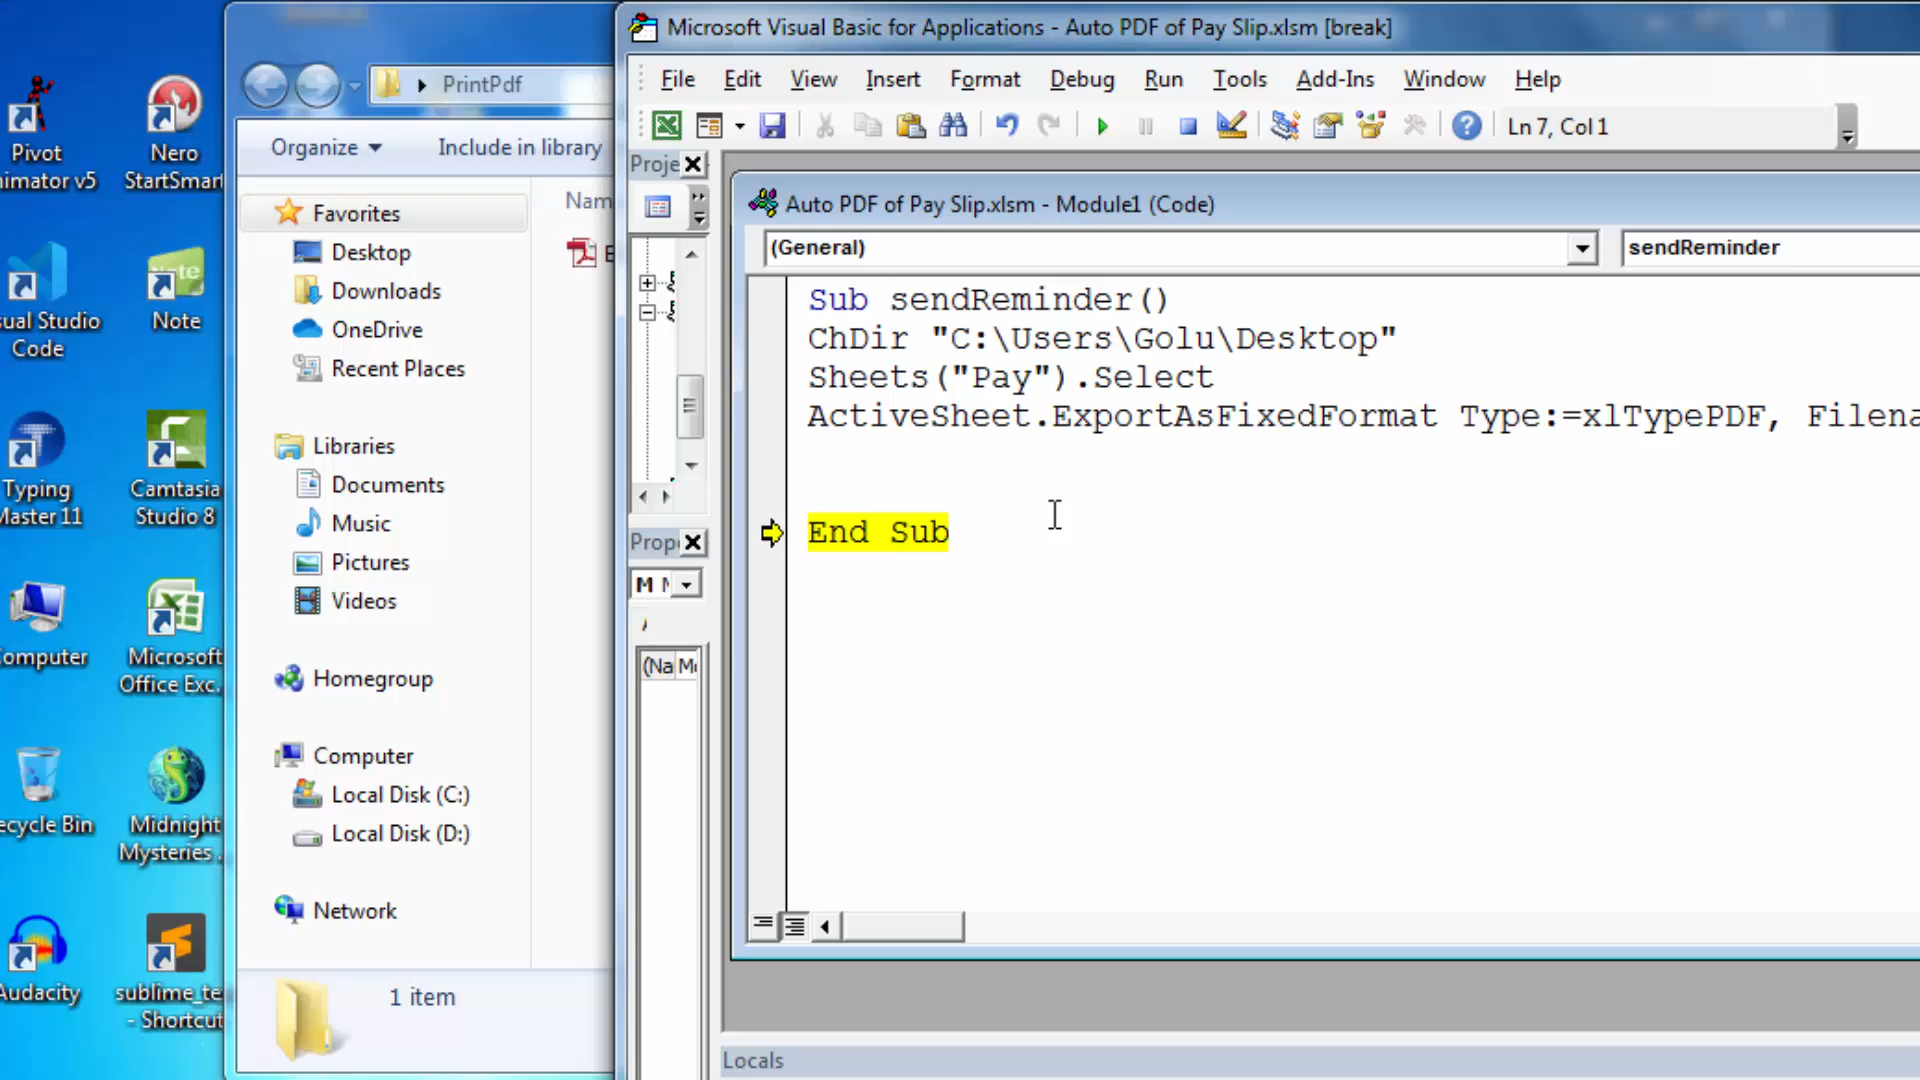 Pivot
imator v5
Nero
StartSmart
ual Studio
Code
Note
Typing
Master 11
Camtasia
Studio 8
omputer
Microsoft
Office Exc...
ecycle Bin
Midnight
Mysteries ...
Audacity
sublime_te
- Shortcut
PrintPdf
Organize
Include in library
Nam
Favorites
Desktop
Downloads
OneDrive
Recent Places
Libraries
Documents
Music
Pictures
Videos
Homegroup
Computer
Local Disk (C:)
Local Disk (D:)
Network
1 item
Microsoft Visual Basic for Applications - Auto PDF of Pay Slip.xlsm [break]
File Edit View Insert Format Debug Run Tools Add-Ins Window Help
Ln 7, Col 1
Proje
Prop
(Na
Auto PDF of Pay Slip.xlsm - Module1 (Code)
(General)
sendReminder
Sub sendReminder()
ChDir "C:\Users\Golu\Desktop"
Sheets("Pay").Select
ActiveSheet.ExportAsFixedFormat Type:=xlTypePDF, Filena
End Sub
Locals